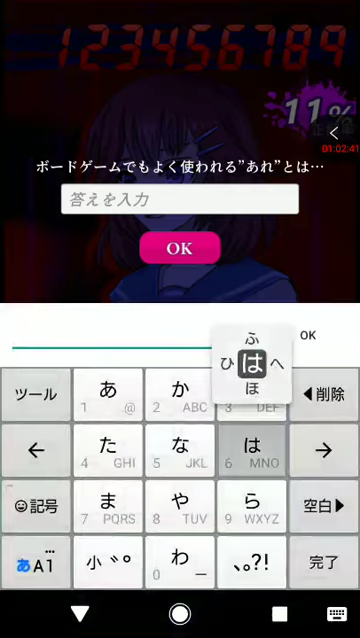 123456789
11%
01:02:41
ボードゲームでもよく使われる”あれ”とは…
答えを入力
OK
OK
ふ
ひ は へ
ほ
ツール
あ
1 @
か
2 ABC
3 DEF
◀削除
←
た
4 GHI
な
5 JKL
は
6 MNO
→
☺記号
ま
7 PQRS
や
8 TUV
ら
9 WXYZ
空白▶
あA1
小 ゛゜
わ
0 ー
、。?!
完了